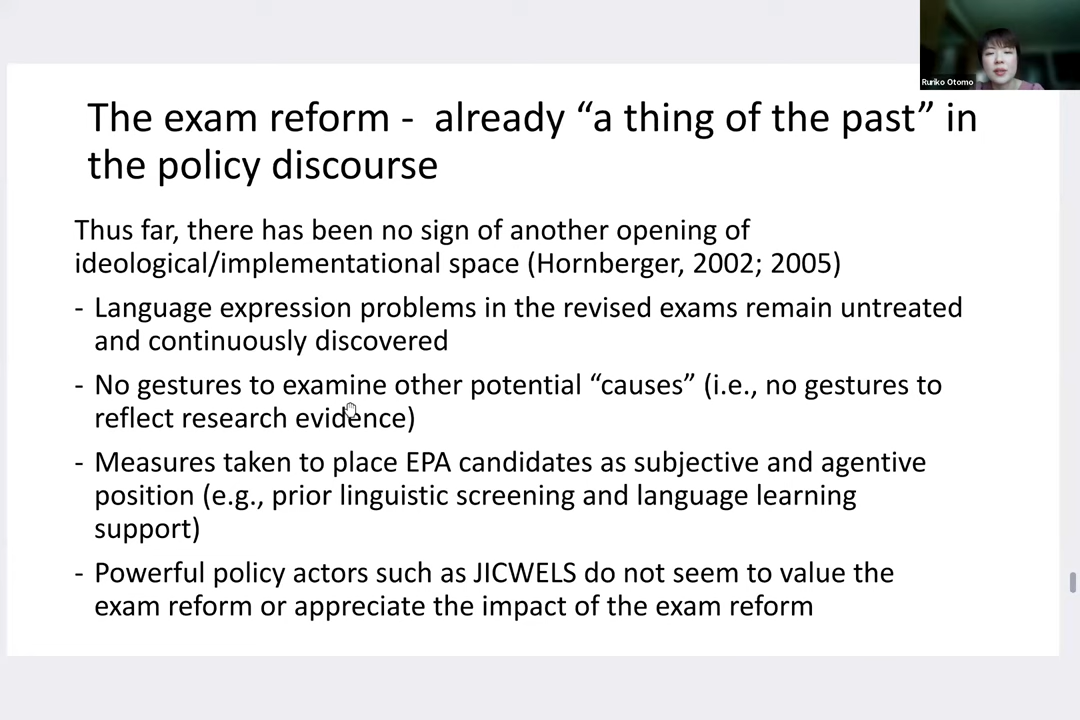 Ruriko Otomo
The exam reform - already “a thing of the past” in
the policy discourse
Thus far, there has been no sign of another opening of
ideological/implementational space (Hornberger, 2002; 2005)
- Language expression problems in the revised exams remain untreated
and continuously discovered
- No gestures to examine other potential “causes” (i.e., no gestures to
reflect research evidence)
- Measures taken to place EPA candidates as subjective and agentive
position (e.g., prior linguistic screening and language learning
support)
- Powerful policy actors such as JICWELS do not seem to value the
exam reform or appreciate the impact of the exam reform